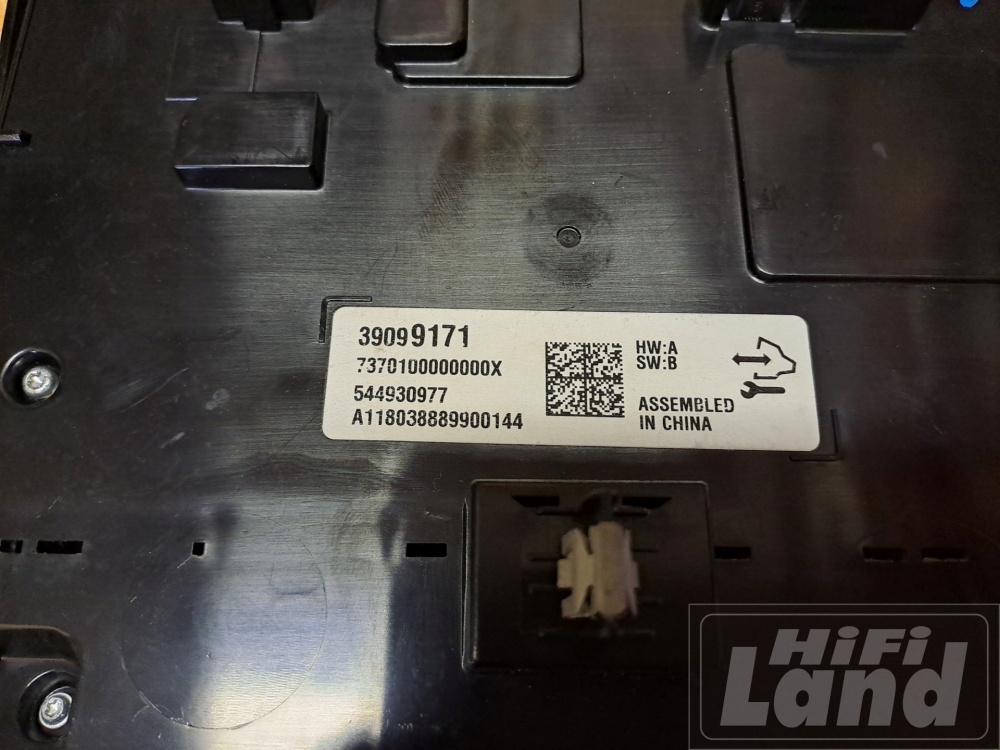 39099171
7370100000000X
544930977
A118038889900144
HW:A
SW:B
ASSEMBLED
IN CHINA
HiFi
Land